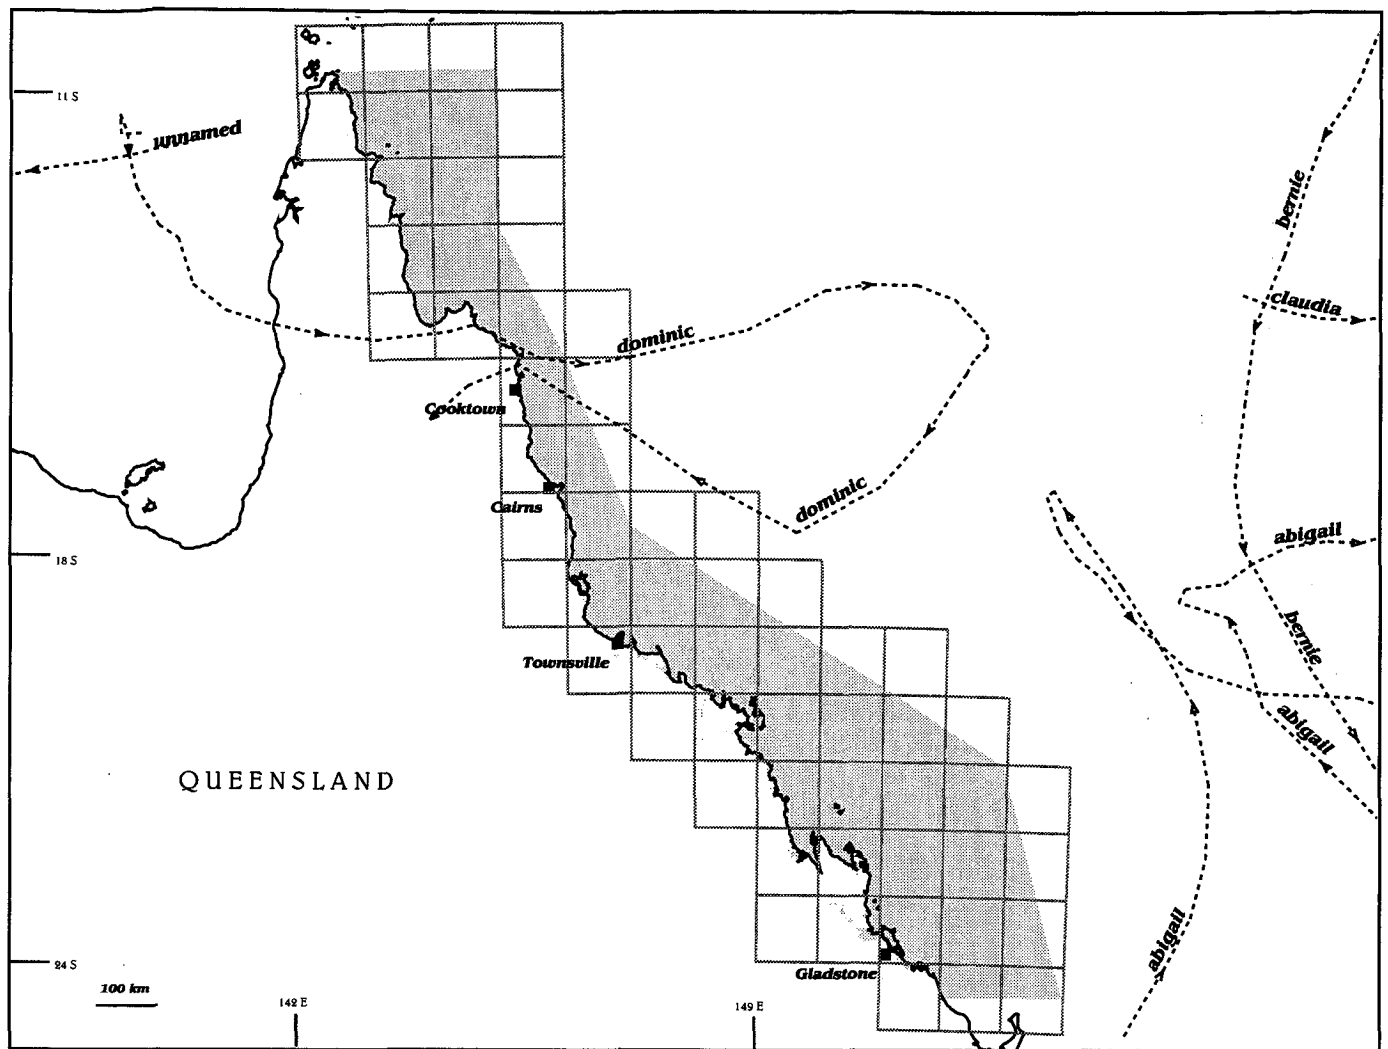 11 S
unnamed
bernie
claudia
dominic
Cooktown
dominic
Cairns
abigail
18 S
bernie
Townsville
abigail
QUEENSLAND
abigail
24 S
Gladstone
100 km
142 E
149 E